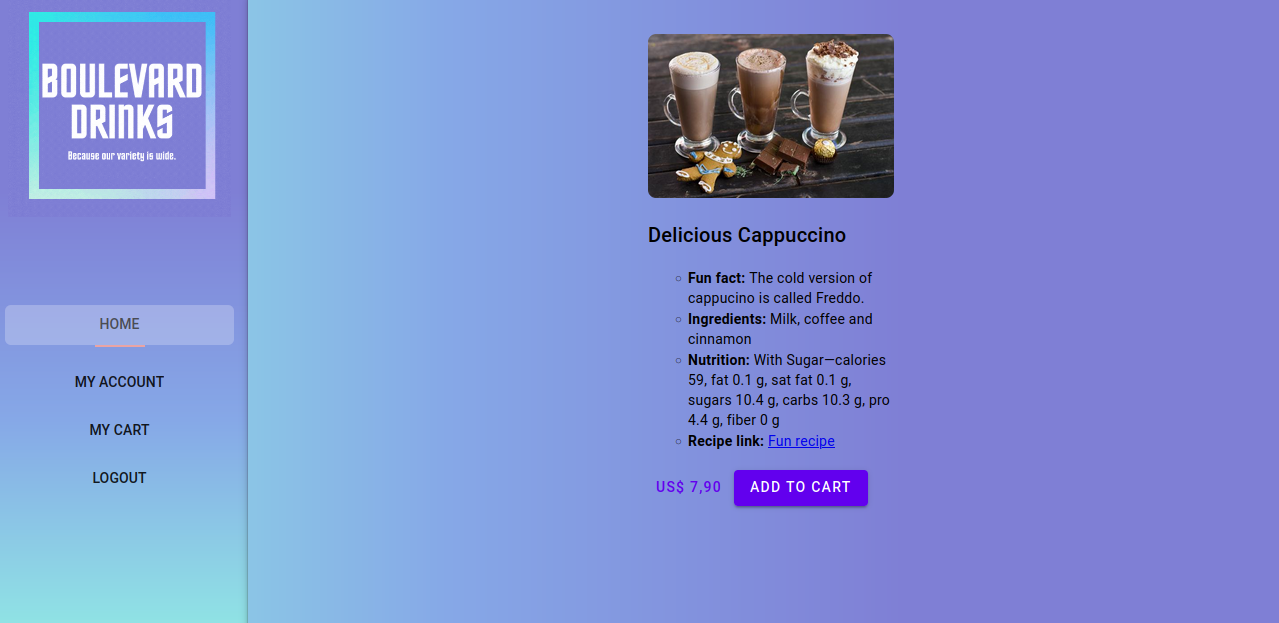 BOULEVARD
DRINKS
Because our variety is wide.
HOME
MY ACCOUNT
MY CART
LOGOUT
Delicious Cappuccino
Fun fact: The cold version of
cappucino is called Freddo.
Ingredients: Milk, coffee and
cinnamon
Nutrition: With Sugar—calories
59, fat 0.1 g, sat fat 0.1 g,
sugars 10.4 g, carbs 10.3 g, pro
4.4 g, fiber 0 g
Recipe link: Fun recipe
US$ 7,90
ADD TO CART